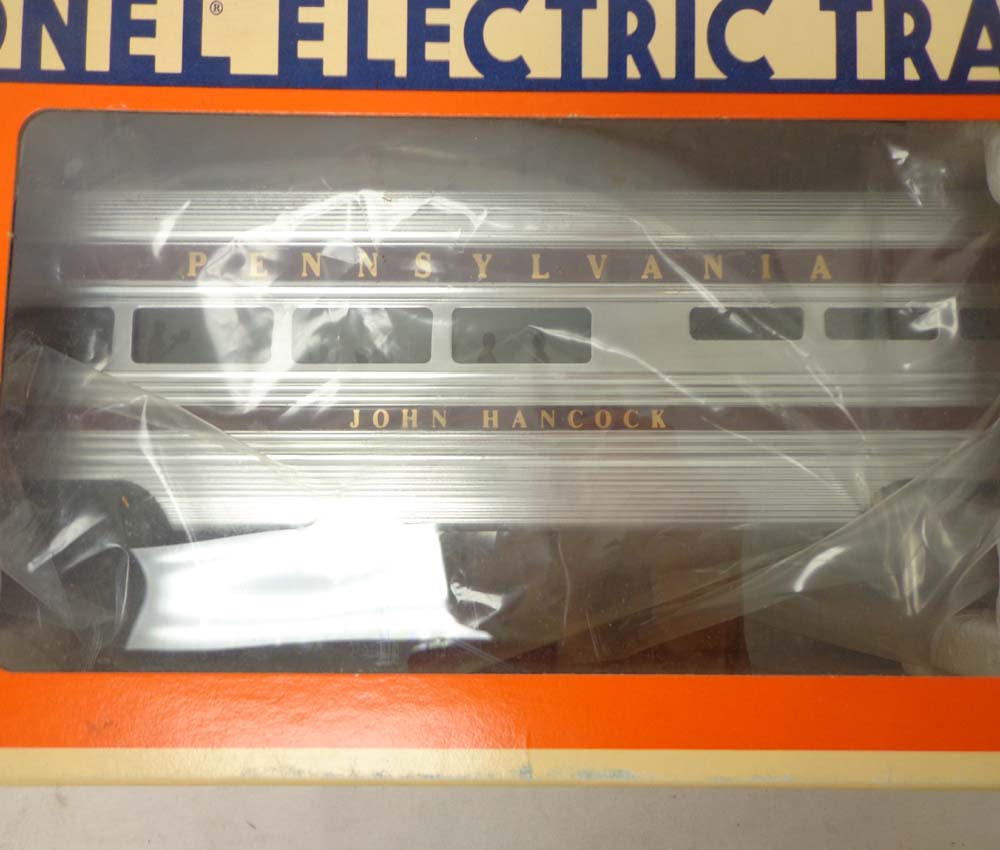 ONEL® ELECTRIC TRA
PENNSYLVANIA
JOHN HANCOCK